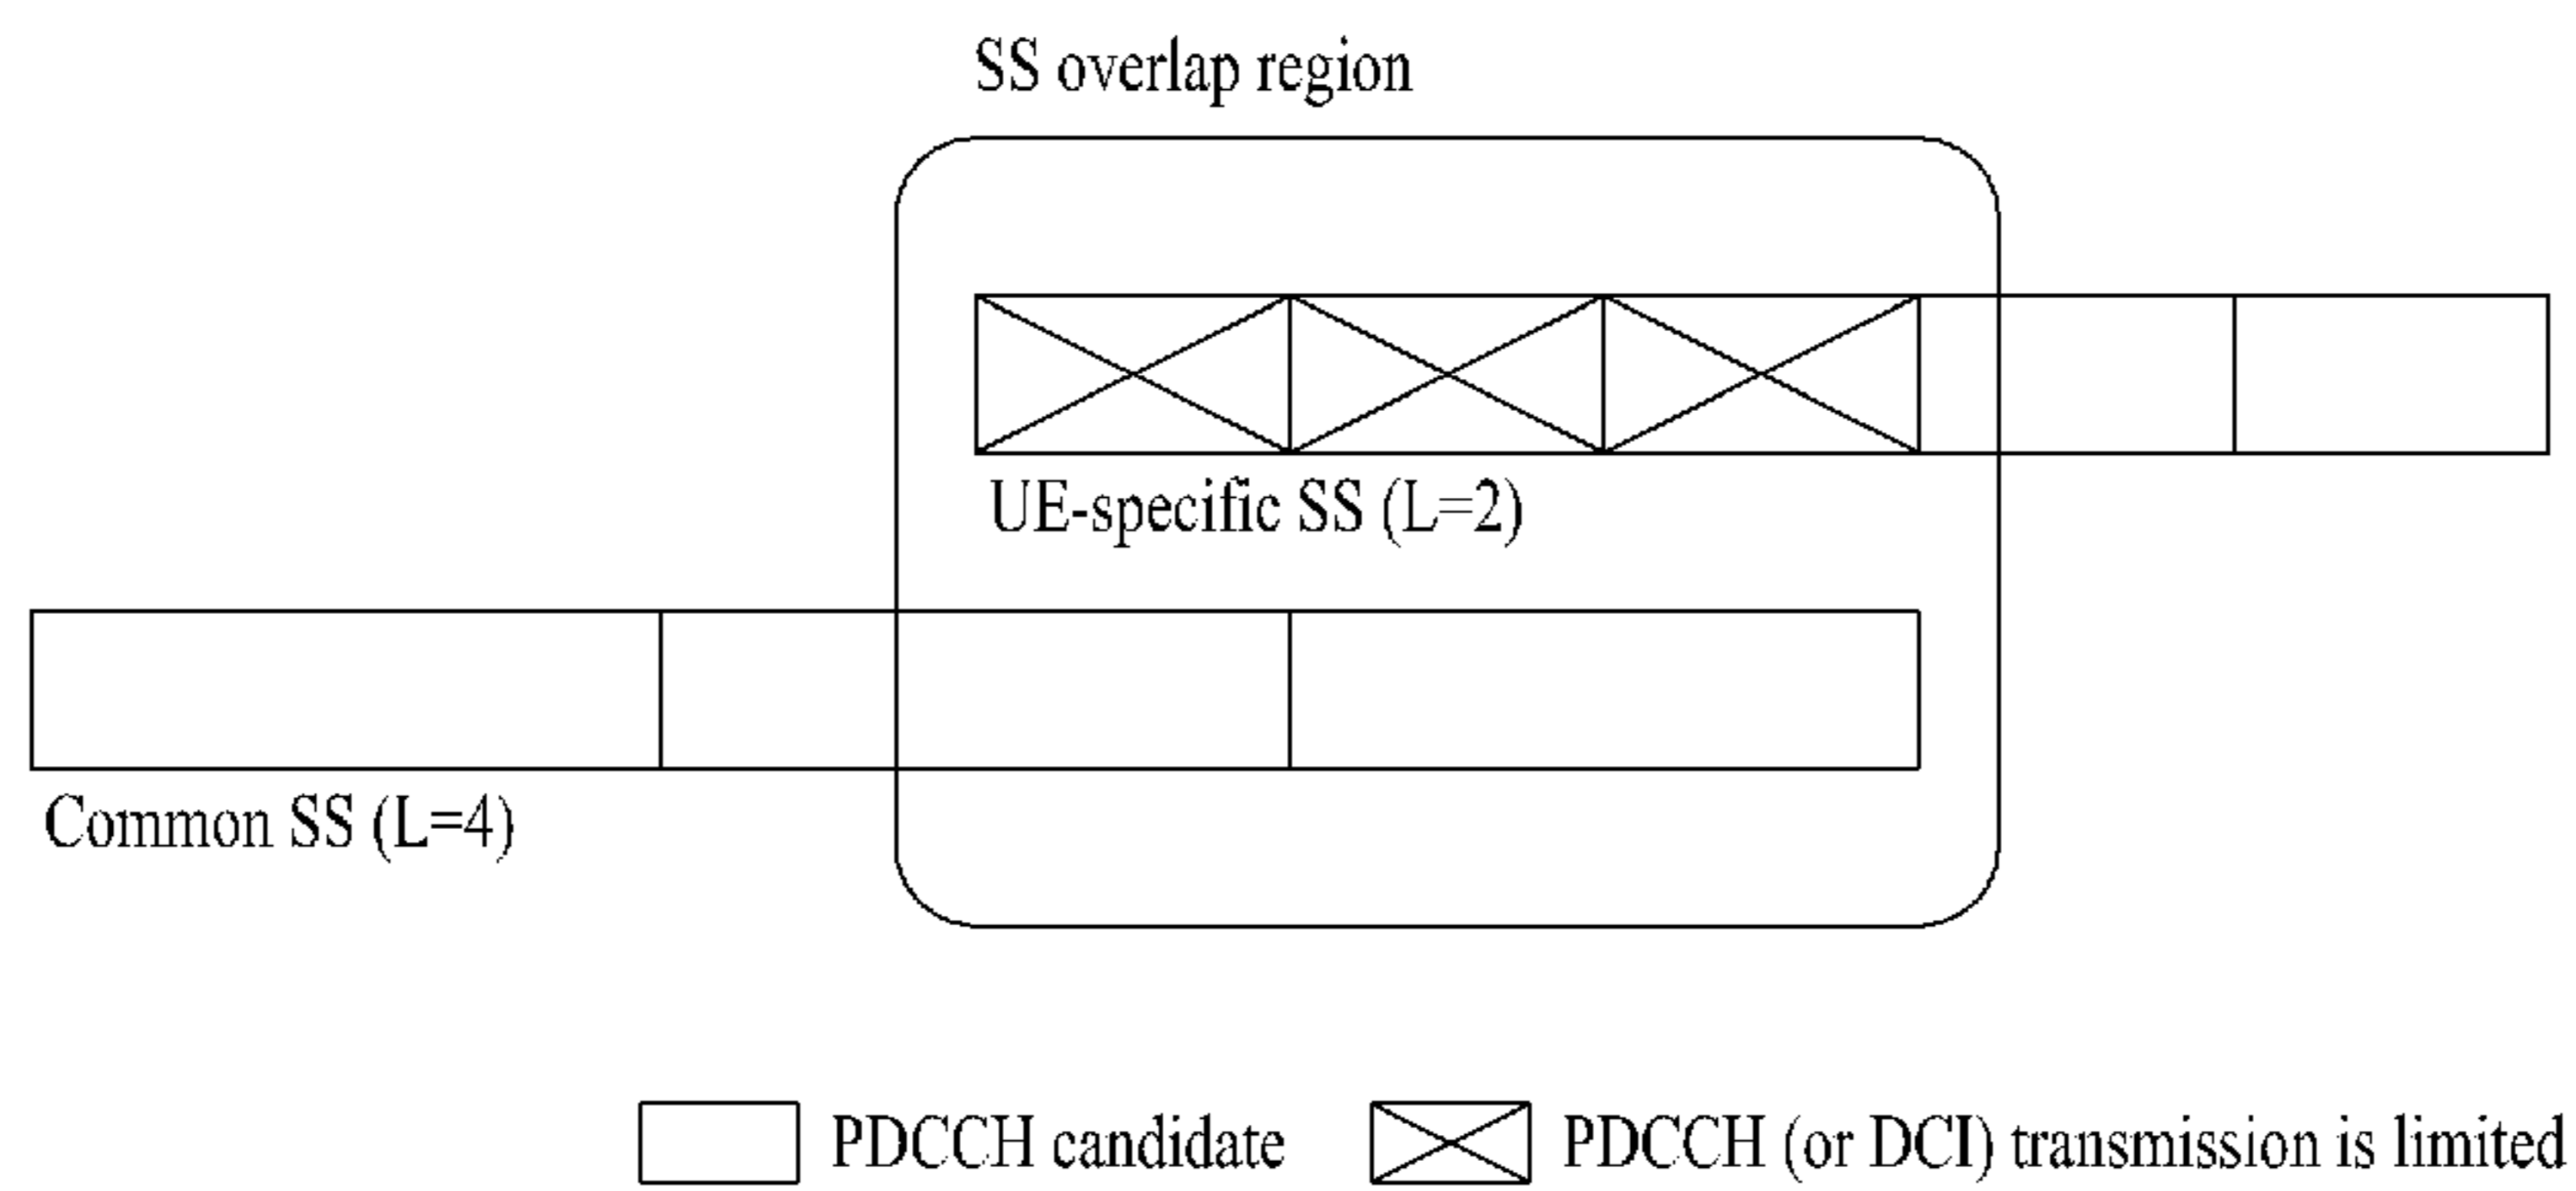 SS overlap region
UE-specific SS (L=2)
Common SS (L=4)
PDCCH candidate
PDCCH (or DCI) transmission is limited